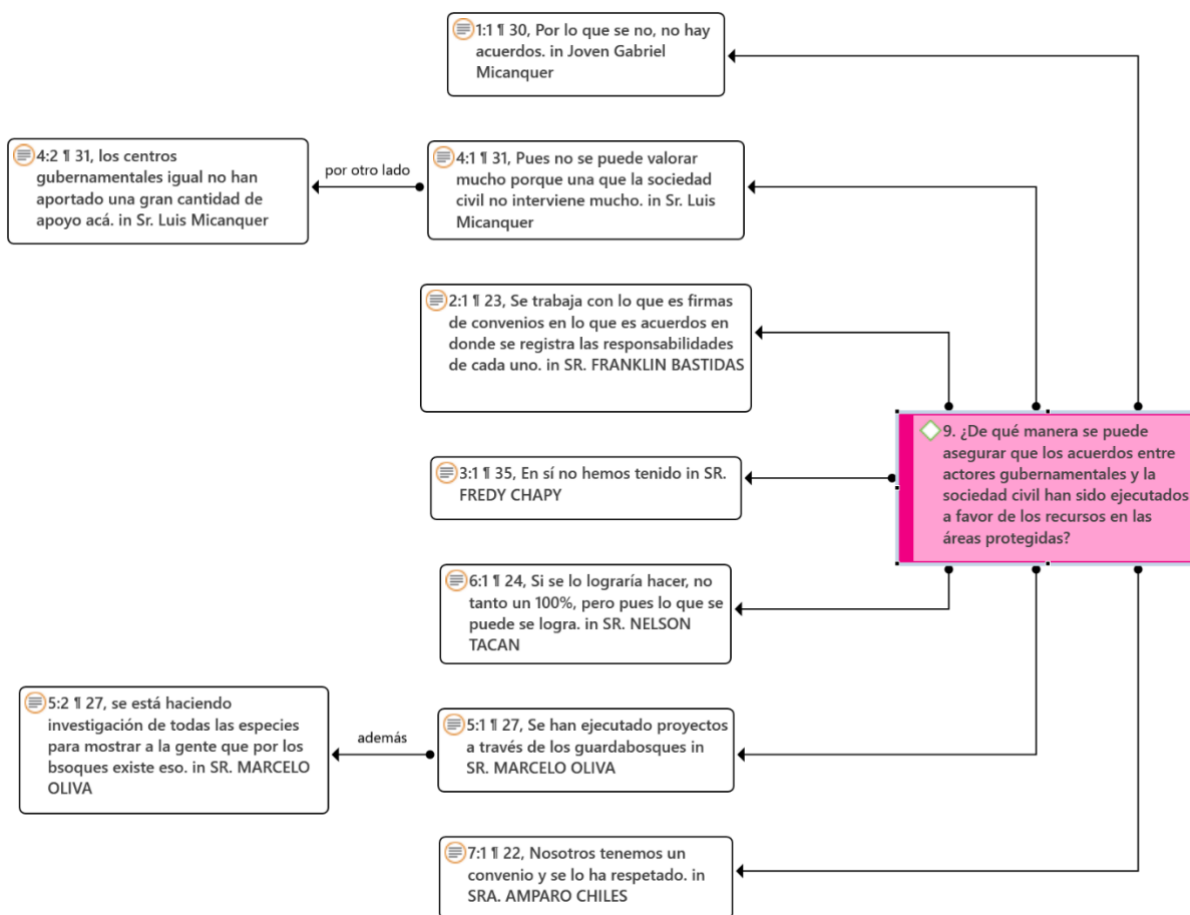 1:1 ¶ 30, Por lo que se no, no hay
acuerdos. in Joven Gabriel
Micanquer
4:2 ¶ 31, los centros
gubernamentales igual no han
aportado una gran cantidad de
apoyo acá. in Sr. Luis Micanquer
por otro lado
4:1 ¶ 31, Pues no se puede valorar
mucho porque una que la sociedad
civil no interviene mucho. in Sr. Luis
Micanquer
2:1 ¶ 23, Se trabaja con lo que es firmas
de convenios en lo que es acuerdos en
donde se registra las responsabilidades
de cada uno. in SR. FRANKLIN BASTIDAS
9. ¿De qué manera se puede
asegurar que los acuerdos entre
actores gubernamentales y la
sociedad civil han sido ejecutados
a favor de los recursos en las
áreas protegidas?
3:1 ¶ 35, En sí no hemos tenido in SR.
FREDY CHAPY
6:1 ¶ 24, Si se lo lograría hacer, no
tanto un 100%, pero pues lo que se
puede se logra. in SR. NELSON
TACAN
5:2 ¶ 27, se está haciendo
investigación de todas las especies
para mostrar a la gente que por los
bsoques existe eso. in SR. MARCELO
OLIVA
además
5:1 ¶ 27, Se han ejecutado proyectos
a través de los guardabosques in
SR. MARCELO OLIVA
7:1 ¶ 22, Nosotros tenemos un
convenio y se lo ha respetado. in
SRA. AMPARO CHILES